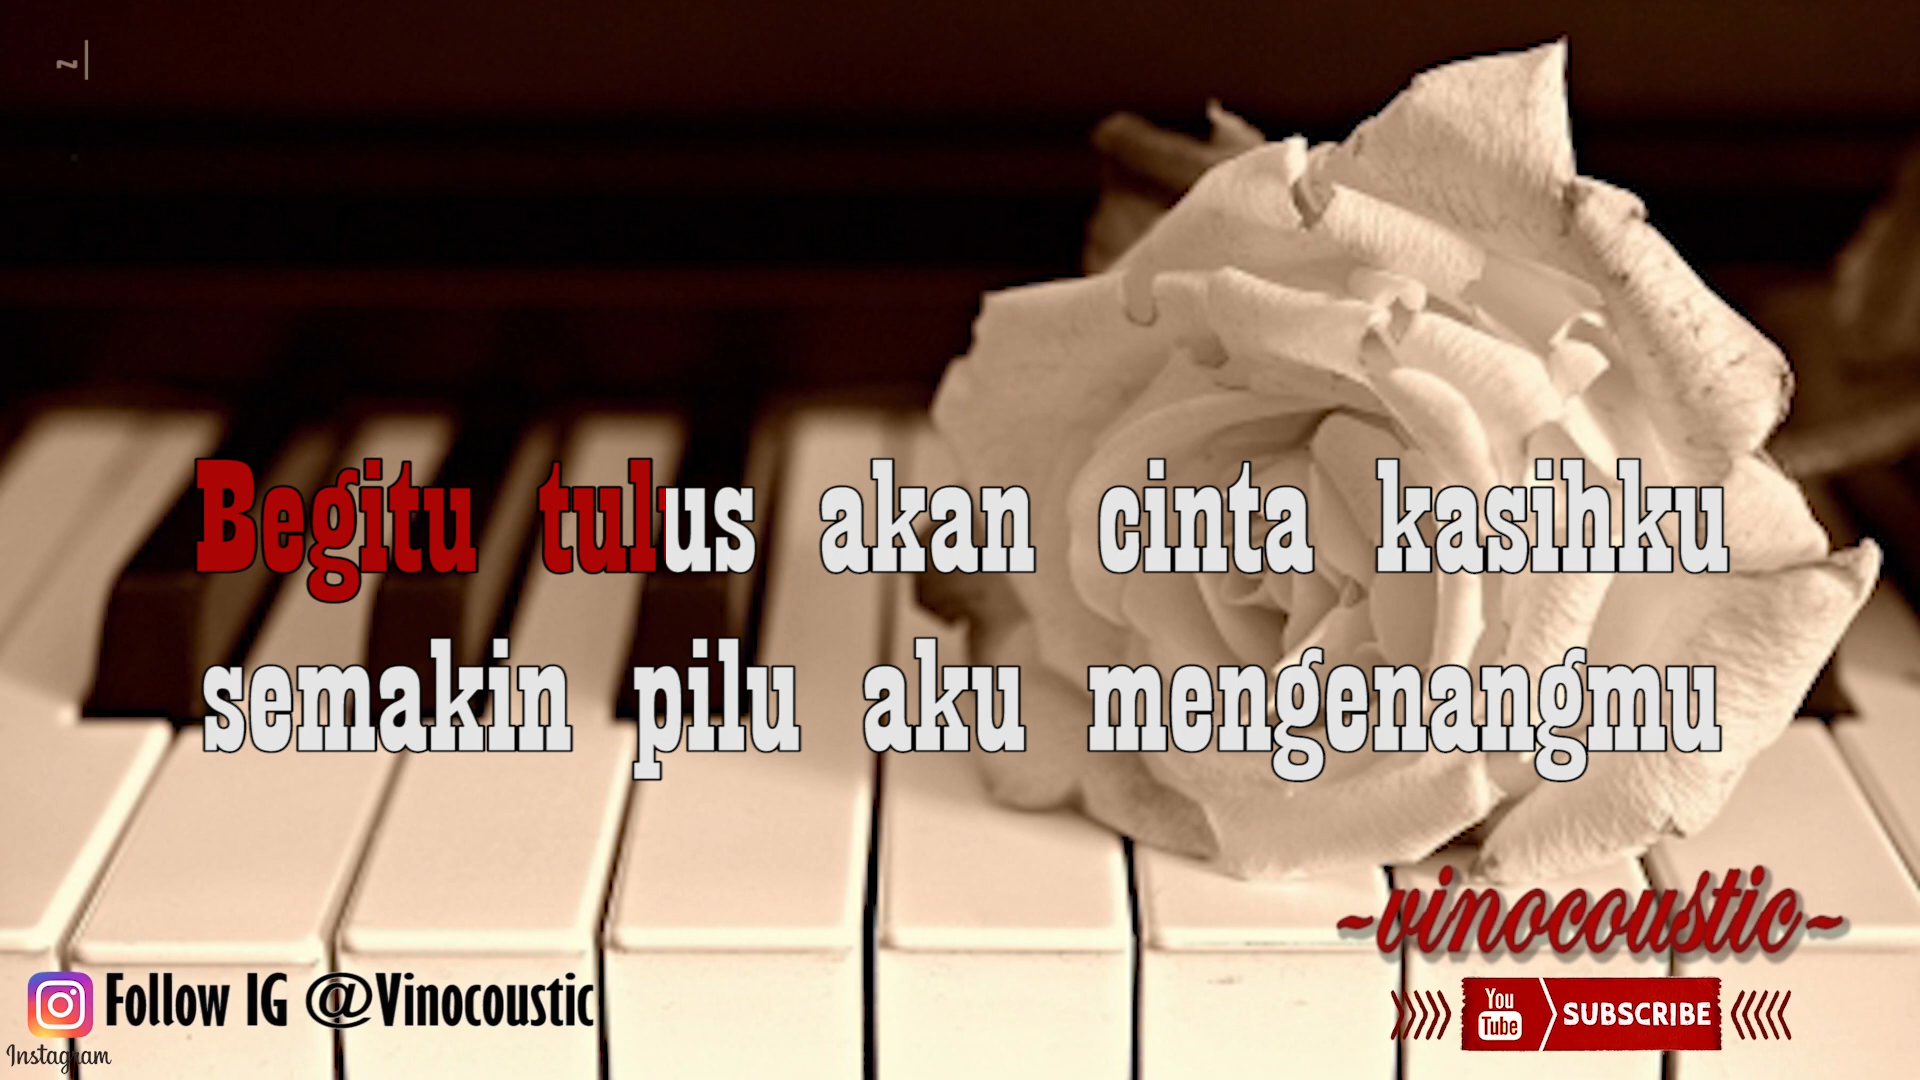 ~
Begitu tulus akan cinta kasihku
semakin pilu aku mengenangmu
~vinocoustic~
Follow IG @Vinocoustic
Instagram
You Tube SUBSCRIBE